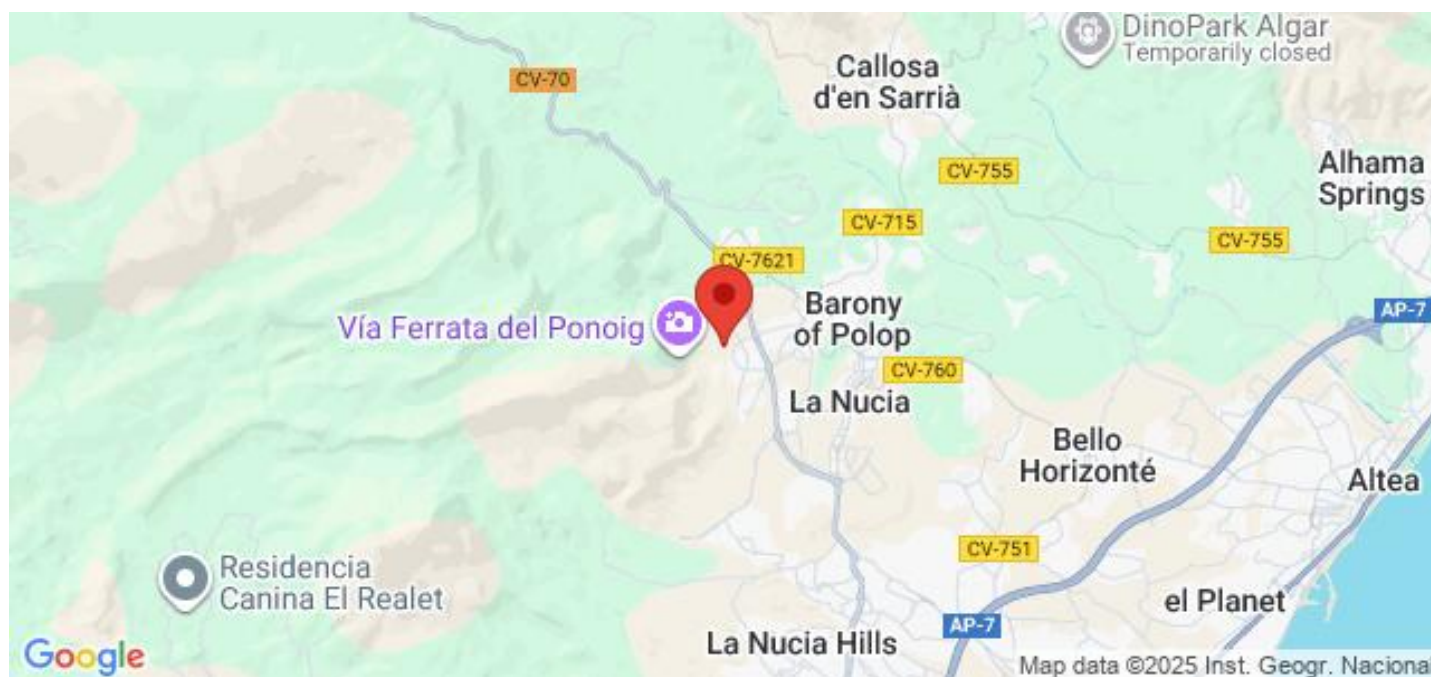 DinoPark Algar
Temporarily closed
CV-70
Callosa
d'en Sarrià
CV-755
Alhama
Springs
CV-715
CV-755
CV-7621
Vía Ferrata del Ponoig
Barony
of Polop
AP-7
CV-760
La Nucia
Bello
Horizonté
Altea
CV-751
Residencia
Canina El Realet
el Planet
AP-7
La Nucia Hills
Google
Map data ©2025 Inst. Geogr. Nacional